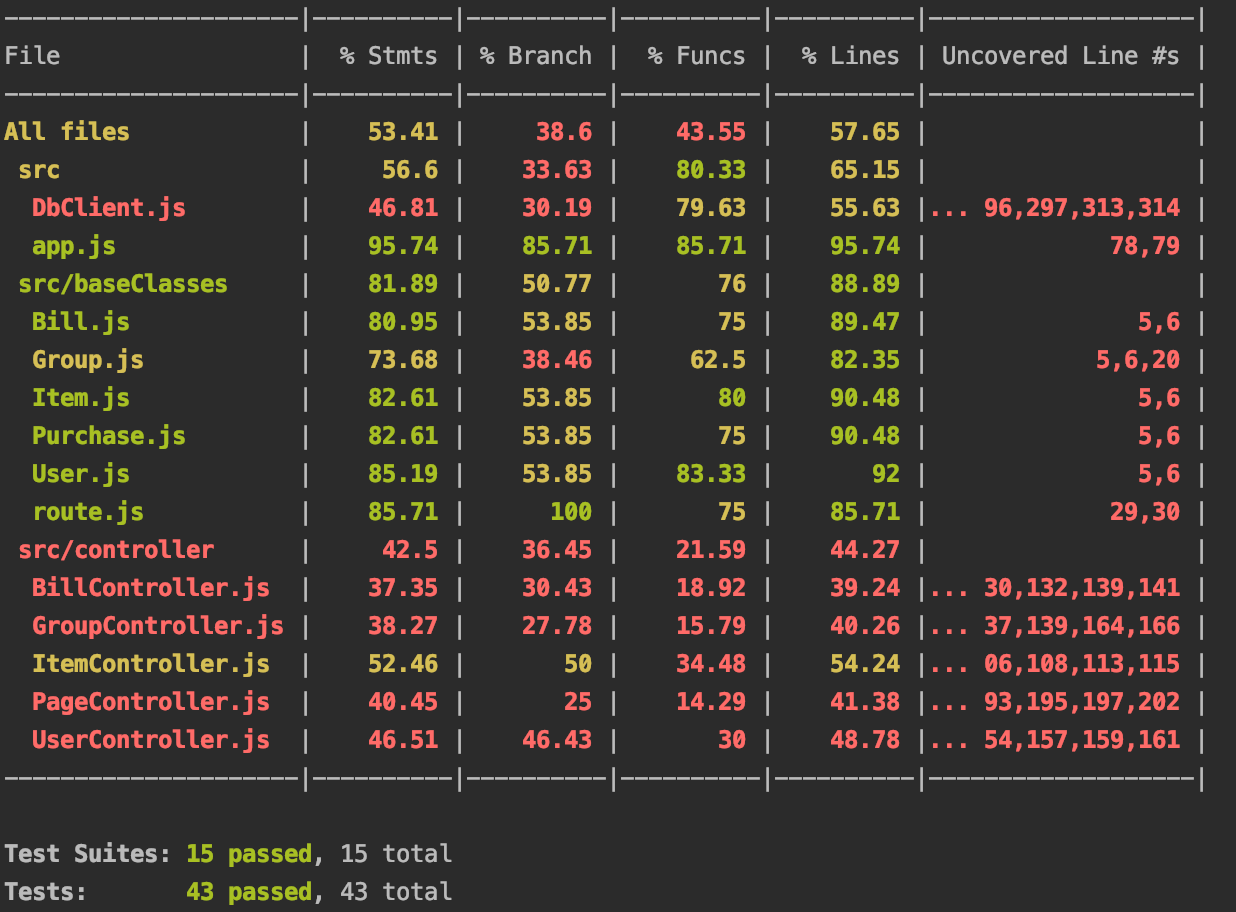 ---------------------|----------|----------|----------|----------|-------------------|
File                 |  % Stmts | % Branch |  % Funcs |  % Lines | Uncovered Line #s |
---------------------|----------|----------|----------|----------|-------------------|
All files            |    53.41 |     38.6 |    43.55 |    57.65 |                   |
 src                 |     56.6 |    33.63 |    80.33 |    65.15 |                   |
  DbClient.js        |    46.81 |    30.19 |    79.63 |    55.63 |... 96,297,313,314 |
  app.js             |    95.74 |    85.71 |    85.71 |    95.74 |             78,79 |
 src/baseClasses     |    81.89 |    50.77 |       76 |    88.89 |                   |
  Bill.js            |    80.95 |    53.85 |       75 |    89.47 |               5,6 |
  Group.js           |    73.68 |    38.46 |     62.5 |    82.35 |            5,6,20 |
  Item.js            |    82.61 |    53.85 |       80 |    90.48 |               5,6 |
  Purchase.js        |    82.61 |    53.85 |       75 |    90.48 |               5,6 |
  User.js            |    85.19 |    53.85 |    83.33 |       92 |               5,6 |
  route.js           |    85.71 |      100 |       75 |    85.71 |             29,30 |
 src/controller      |     42.5 |    36.45 |    21.59 |    44.27 |                   |
  BillController.js  |    37.35 |    30.43 |    18.92 |    39.24 |... 30,132,139,141 |
  GroupController.js |    38.27 |    27.78 |    15.79 |    40.26 |... 37,139,164,166 |
  ItemController.js  |    52.46 |       50 |    34.48 |    54.24 |... 06,108,113,115 |
  PageController.js  |    40.45 |       25 |    14.29 |    41.38 |... 93,195,197,202 |
  UserController.js  |    46.51 |    46.43 |       30 |    48.78 |... 54,157,159,161 |
---------------------|----------|----------|----------|----------|-------------------|
Test Suites: 15 passed, 15 total
Tests:       43 passed, 43 total